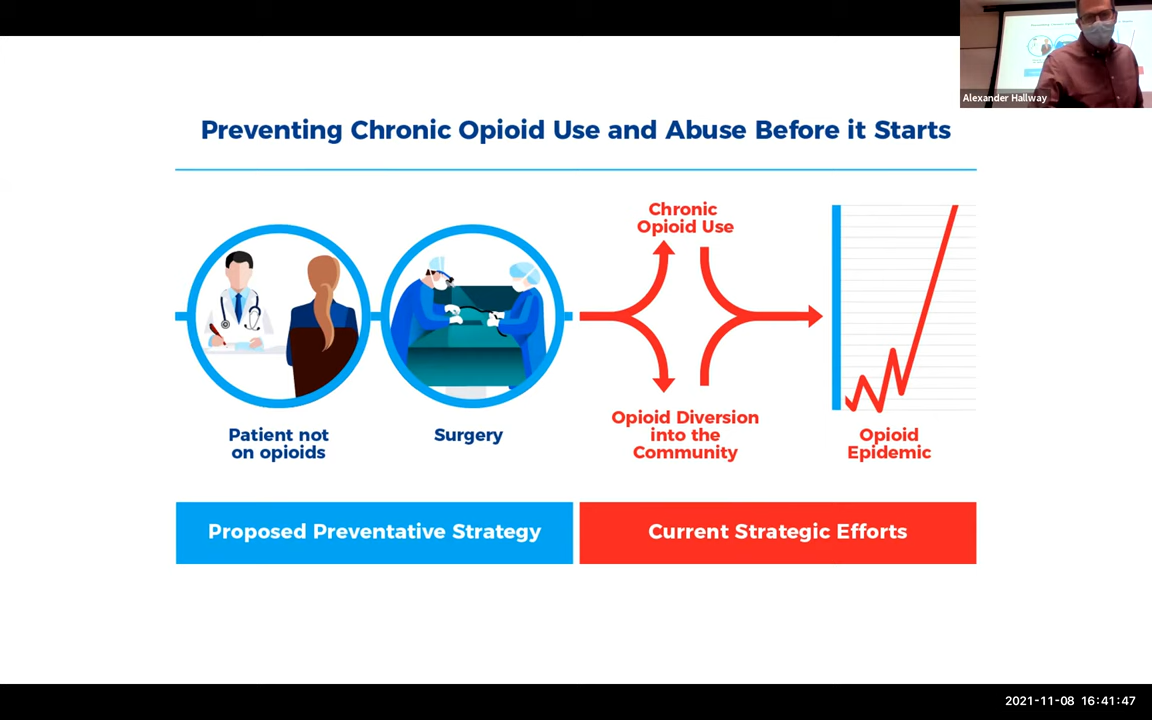 Alexander Hallway
Preventing Chronic Opioid Use and Abuse Before it Starts
Chronic
Opioid Use
Patient not
on opioids
Surgery
Opioid Diversion
into the
Community
Opioid
Epidemic
Proposed Preventative Strategy
Current Strategic Efforts
2021-11-08 16:41:47